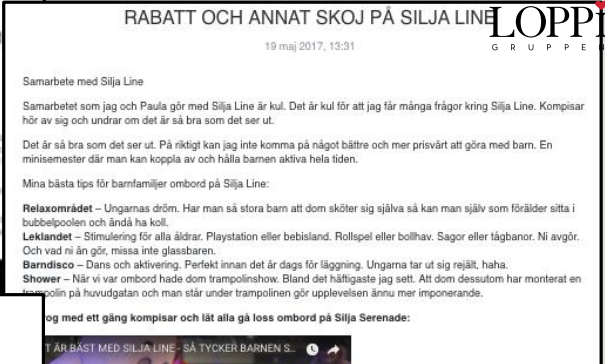 RABATT OCH ANNAT SKOJ PÅ SILJA LINE
LOPPI
GRUPPEN
19 maj 2017, 13:31
Samarbete med Silja Line
Samarbetet som jag och Paula gör med Silja Line är kul. Det är kul för att jag får många frågor kring Silja Line. Kompisar
hör av sig och undrar om det är så bra som det ser ut.
Det är så bra som det ser ut. På riktigt kan jag inte komma på något bättre och mer prisvärt att göra med barn. En
minisemester där man kan koppla av och hålla barnen aktiva hela tiden.
Mina bästa tips för barnfamiljer ombord på Silja Line:
Relaxområdet – Ungarnas dröm. Har man så stora barn att dom sköter sig själva så kan man själv som förälder sitta i
bubbelpoolen och ändå ha koll.
Leklandet – Stimulering för alla åldrar. Playstation eller bebisland. Rollspel eller bollhav. Sagor eller tågbanor. Ni avgör.
Och vad ni än gör, missa inte glassbaren.
Barndisco – Dans och aktivering. Perfekt innan det är dags för läggning. Ungarna tar ut sig rejält, haha.
Shower – När vi var ombord hade dom trampolinshow. Bland det häftigaste jag sett. Att dom dessutom har monterat en
trampolin på huvudgatan och man står under trampolinen gör upplevelsen ännu mer imponerande.
og med ett gäng kompisar och lät alla gå loss ombord på Silja Serenade:
T ÄR BÄST MED SILJA LINE - SÅ TYCKER BARNEN S...